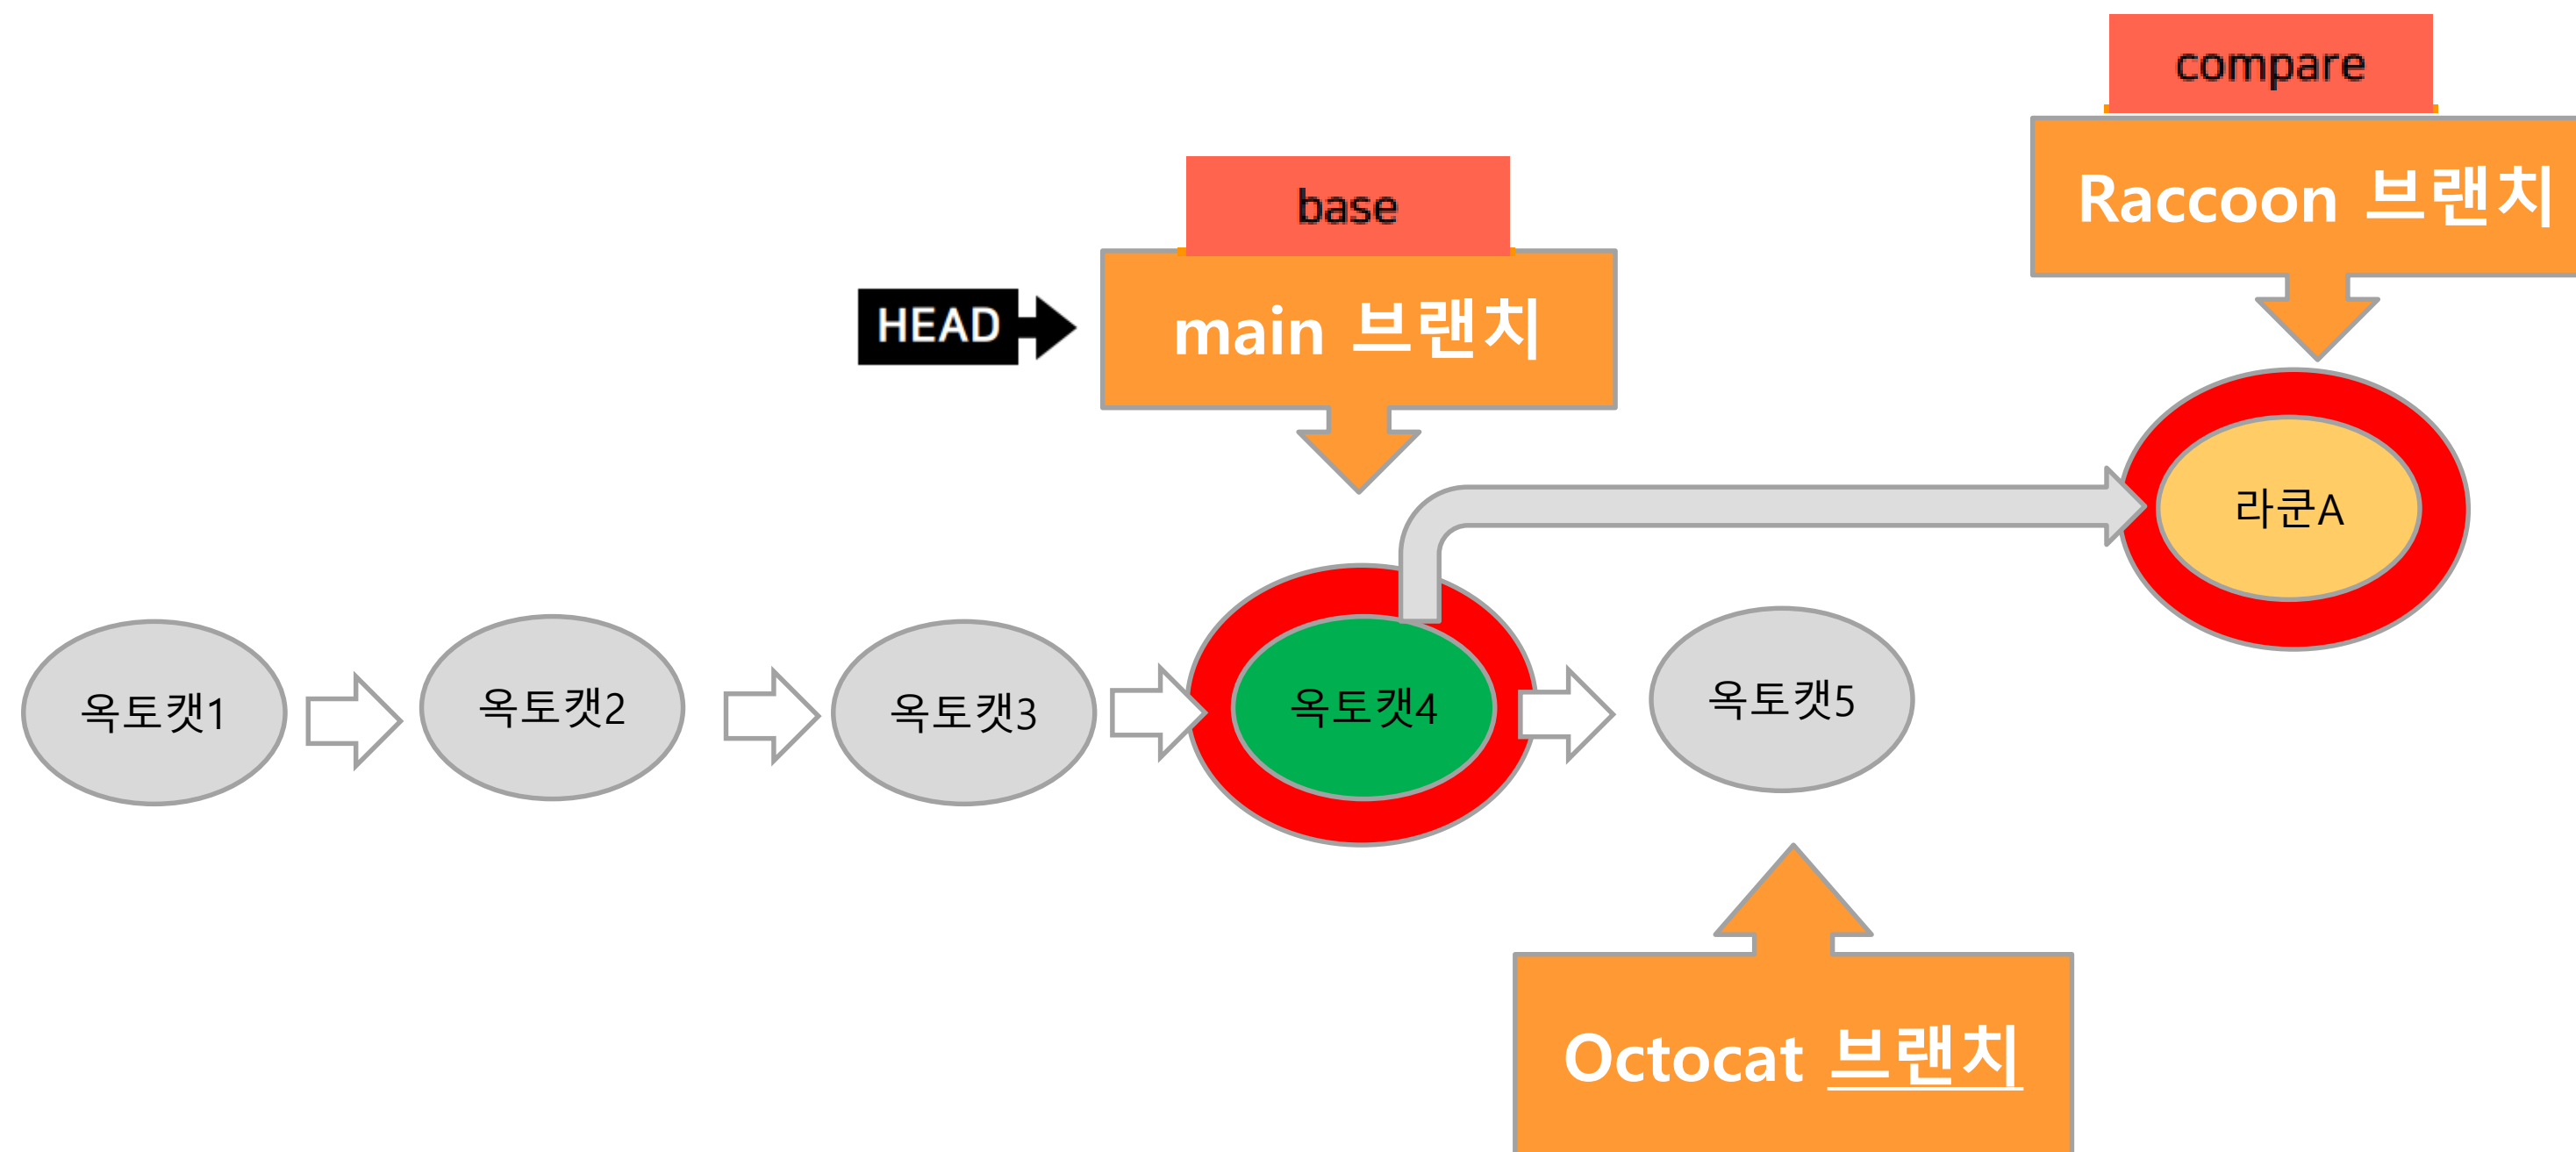 compare
Raccoon 브랜치
base
HEAD
main 브랜치
라쿤A
옥토캣1
옥토캣2
옥토캣3
옥토캣4
옥토캣5
Octocat 브랜치